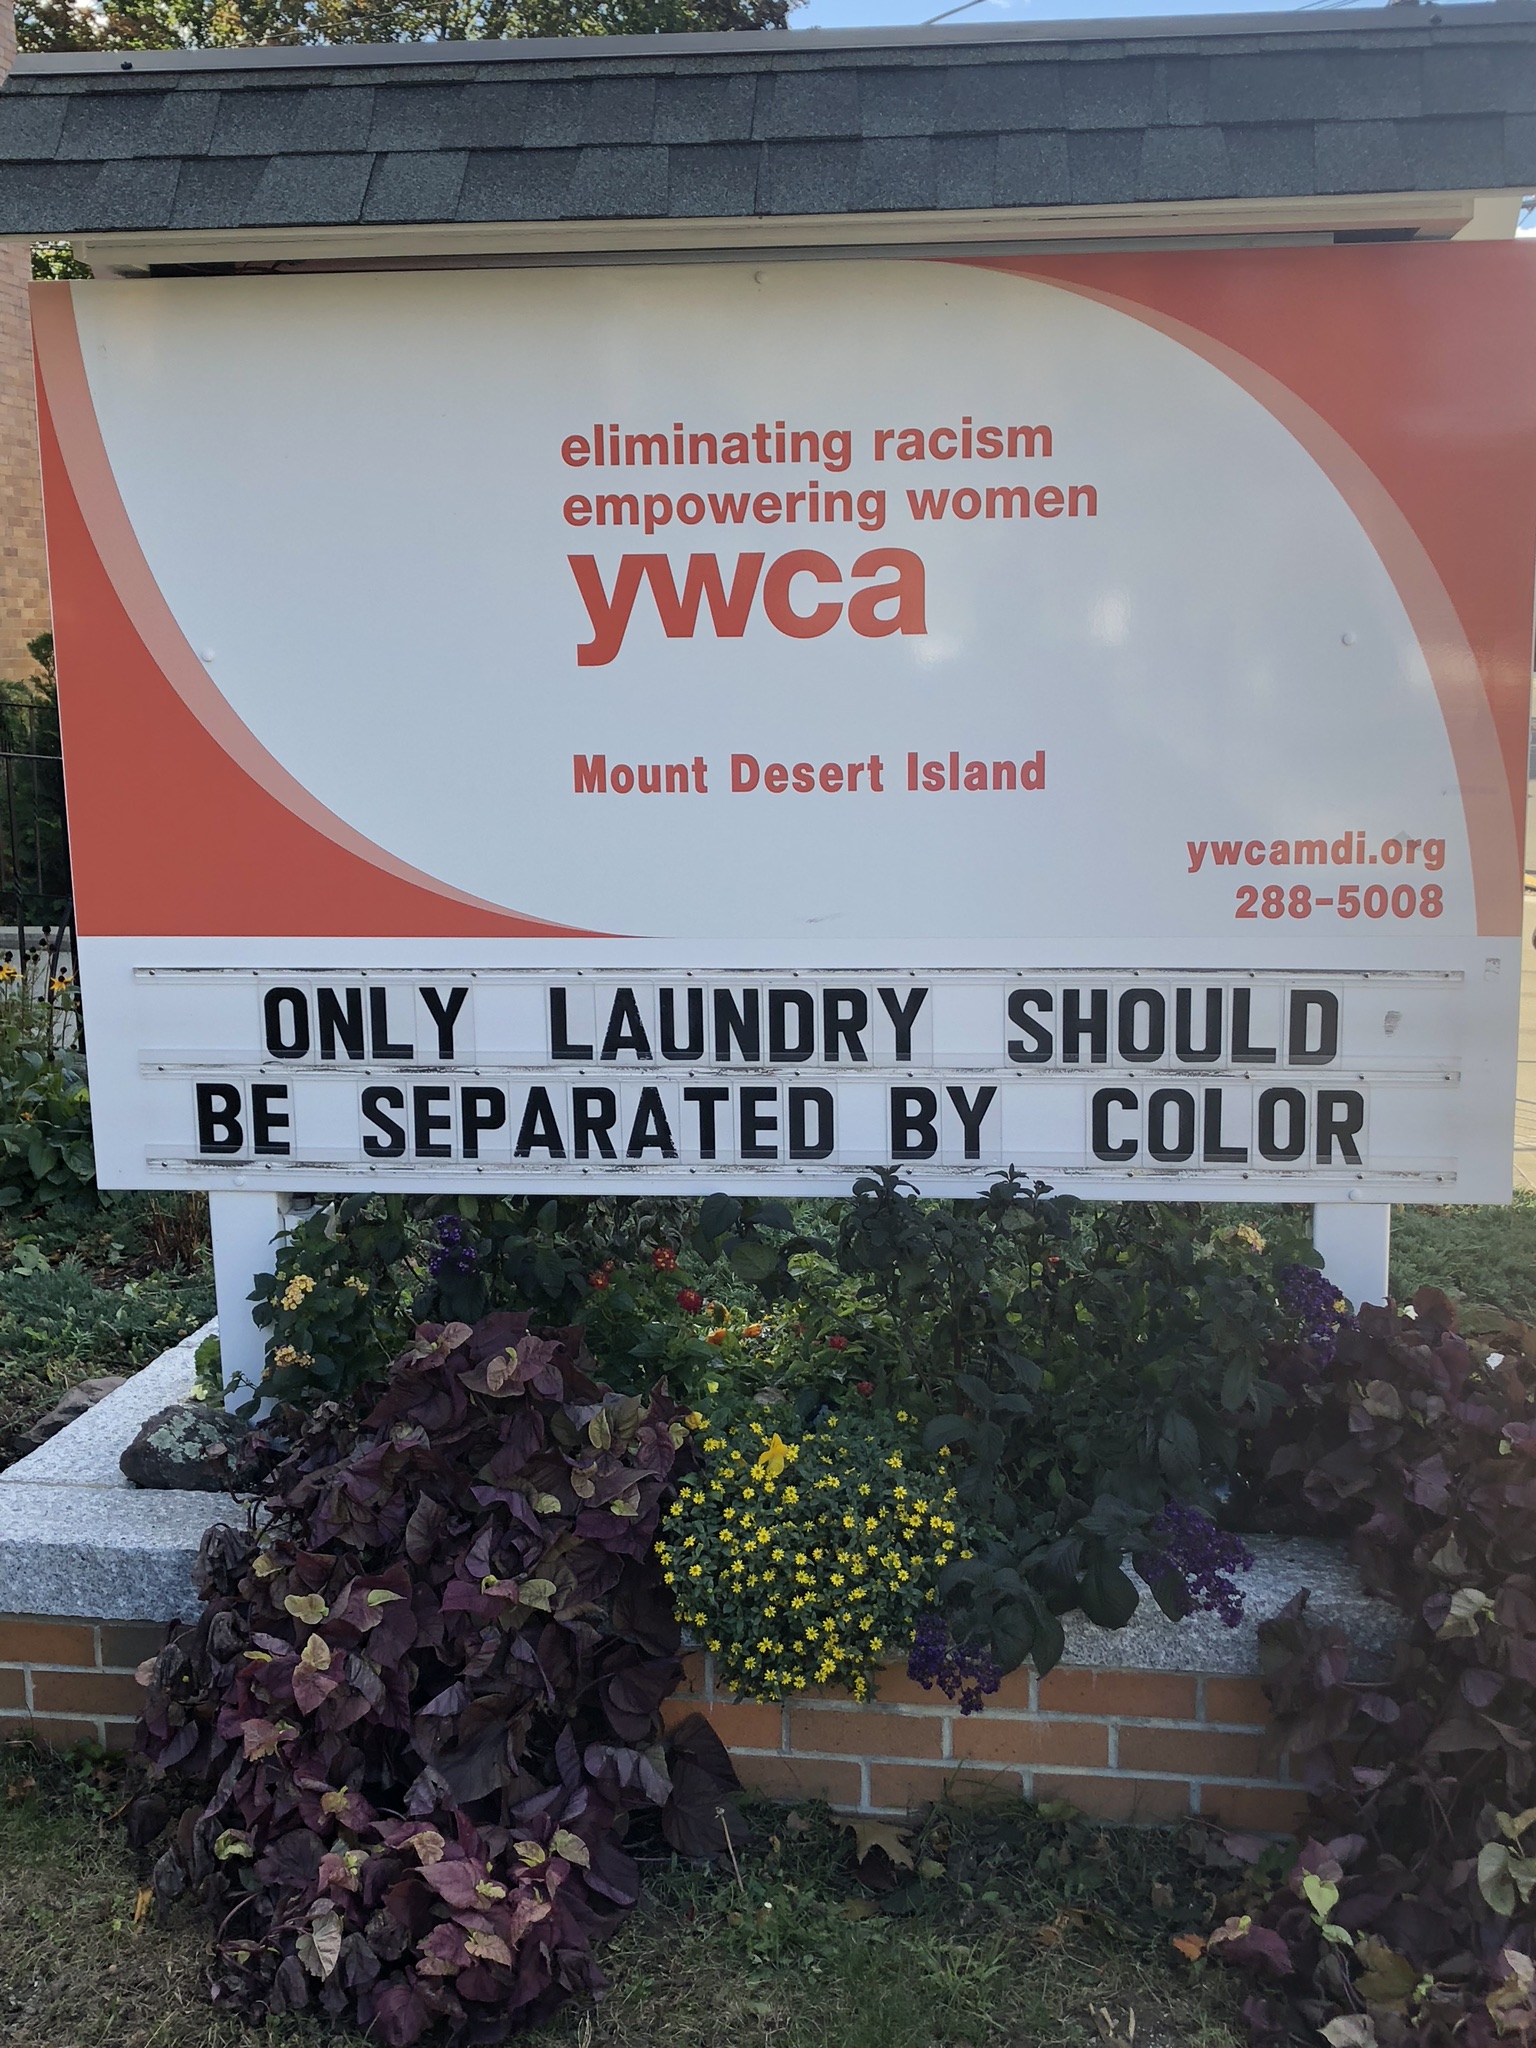 eliminating racism
empowering women
ywca
Mount Desert Island
ywcamdi.org
288-5008
ONLY LAUNDRY SHOULD
BE SEPARATED BY COLOR